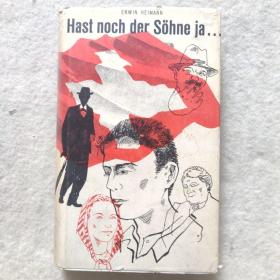 ERWIN HEIMANN
Hast noch der Söhne ja...